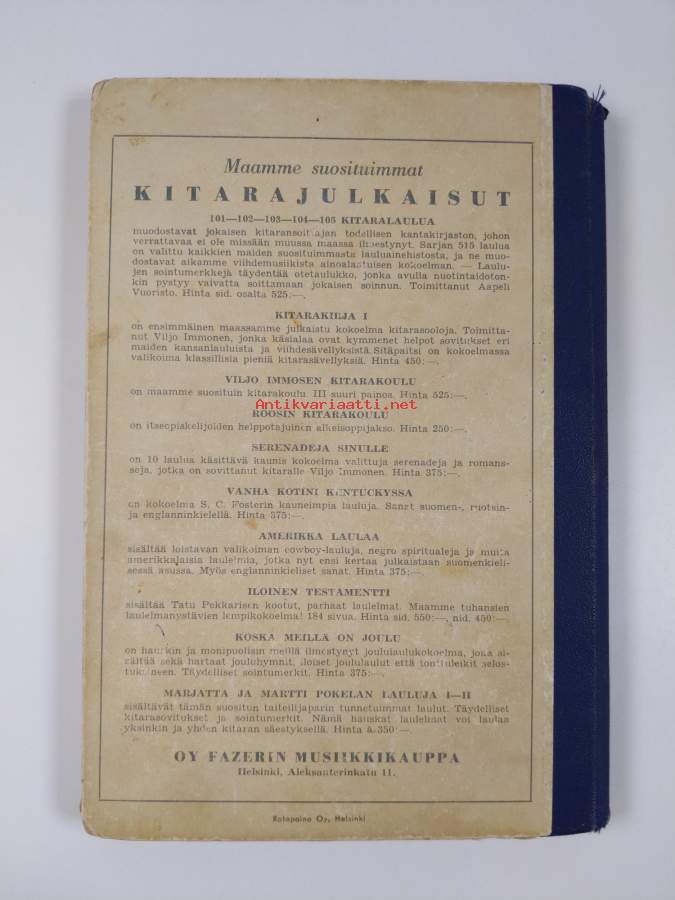 Maamme suosituimmat
KITARAJULKAISUT
101—102—103—104—105 KITARALAULUA
muodostavat jokaisen kitaransoittajan todellisen kantakirjaston, johon
verrattavaa ei ole missään muussa maassa ilmestynyt. Sarjan 515 laulua
on valittu kaikkien maiden suosituimmasta lauluainehistosta, ja ne muo-
dostavat aikamme viihdemusiikista ainoalaatuisen kokoelman. — Laulu-
jen sointumerkkejä täydentää otetaulukko, jonka avulla nuotintaidoton-
kin pystyy vaivatta soittamaan jokaisen soinnun. Toimittanut Aapeli
Vuoristo. Hinta sid. osalta 525:—.
KITARAKIRJA I
on ensimmäinen maassamme julkaistu kokoelma kitarasooloja. Toimitta-
nut Viljo Immonen, jonka käsialaa ovat kymmenet helpot sovitukset eri
maiden kansanlauluista ja viihdesävellyksistä. Sitäpaitsi on kokoelmassa
valikoima klassillisia pieniä kitarasävellyksiä. Hinta 450:—.
VILJO IMMOSEN KITARAKOULU
on maamme suosituin kitarakoulu. III suuri painos. Hinta 525:—.
Antikvariaatti.net
ROOSIN KITARAKOULU
on itseopiskelijoiden helppotajuinen alkeisoppijakso. Hinta 250:—.
SERENADEJA SINULLE
on 10 laulua käsittävä kaunis kokoelma valittuja serenadeja ja romans-
seja, jotka on sovittanut kitaralle Viljo Immonen. Hinta 375:—.
VANHA KOTINI KENTUCKYSSA
on kokoelma S. C. Fosterin kauneimpia lauluja. Sanat suomen-, ruotsin-
ja englanninkielellä. Hinta 375:—.
AMERIKKA LAULAA
sisältää loistavan valikoiman cowboy-lauluja, negro spiritualeja ja muita
amerikkalaisia laulelmia, jotka nyt ensi kertaa julkaistaan suomenkieli-
sessä asussa. Myös englanninkieliset sanat. Hinta 375:—.
ILOINEN TESTAMENTTI
sisältää Tatu Pekkarisen kootut, parhaat laulelmat. Maamme tuhansien
laulelmanystävien lempikokoelma! 184 sivua. Hinta sid. 550:—, nid. 450:—.
KOSKA MEILLÄ ON JOULU
on hauskin ja monipuolisin meillä ilmestynyt joululaulukokoelma, joka si-
sältää sekä hartaat jouluhymnit, iloiset joululaulut että tonttuleikit selos-
tuksineen. Täydelliset sointumerkit. Hinta 375:—.
MARJATTA JA MARTTI POKELAN LAULUJA I—II
sisältävät tämän suositun taiteilijaparin tunnetuimmat laulut. Täydelliset
kitarasovitukset ja sointumerkit. Nämä hauskat laulelmat voi laulaa
yksinkin ja yhden kitaran säestyksellä. Hinta à 350:—.
OY FAZERIN MUSIIKKIKAUPPA
Helsinki, Aleksanterinkatu 11.
Rotopaino Oy, Helsinki